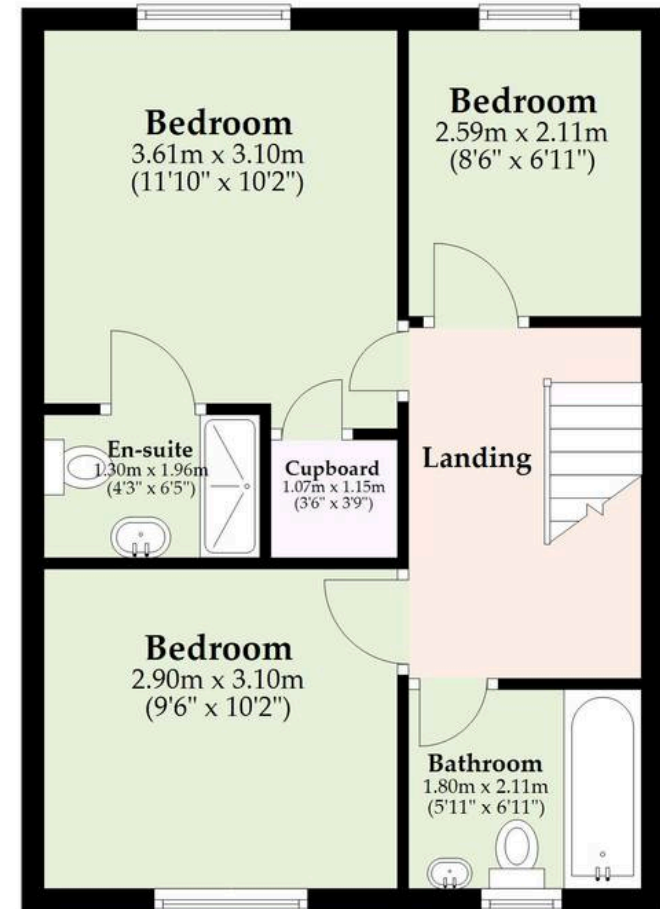 Bedroom
3.61m x 3.10m
(11'10" x 10'2")
Bedroom
2.59m x 2.11m
(8'6" x 6'11")
En-suite
1.30m x 1.96m
(4'3" x 6'5")
Cupboard
1.07m x 1.15m
(3'6" x 3'9")
Landing
Bedroom
2.90m x 3.10m
(9'6" x 10'2")
Bathroom
1.80m x 2.11m
(5'11" x 6'11")